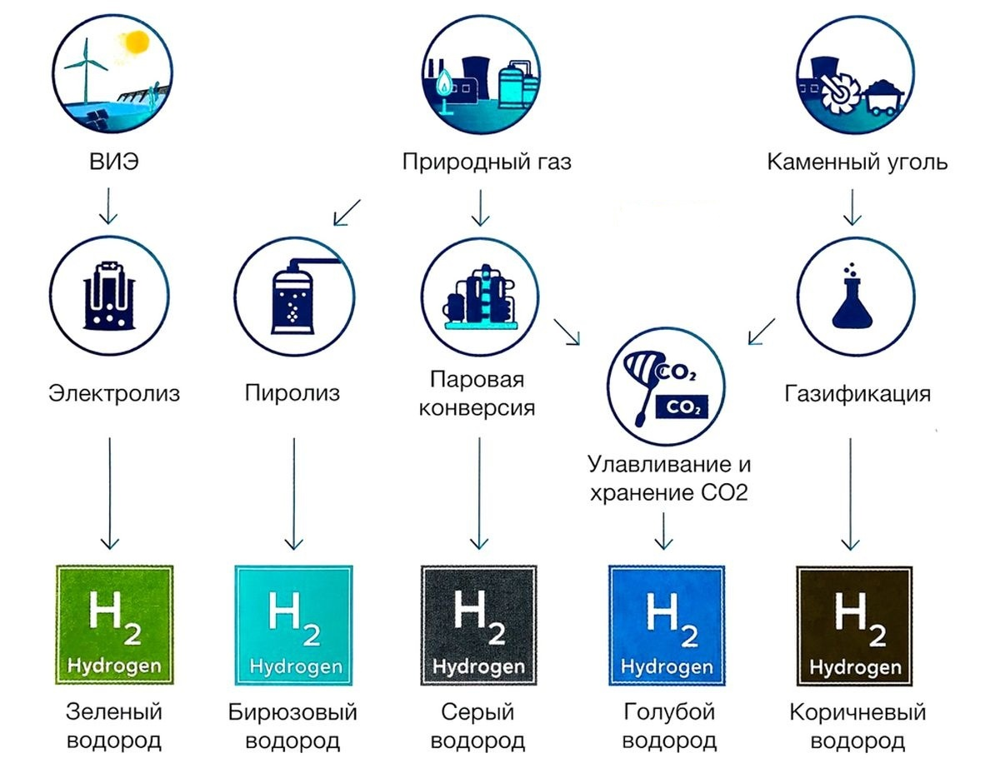 ВИЭ
Природный газ
Каменный уголь
Электролиз
Пиролиз
Паровая
конверсия
Газификация
CO₂
CO₂
Улавливание и
хранение CO2
H₂
Hydrogen
H₂
Hydrogen
H₂
Hydrogen
H₂
Hydrogen
H₂
Hydrogen
Зеленый
водород
Бирюзовый
водород
Серый
водород
Голубой
водород
Коричневый
водород